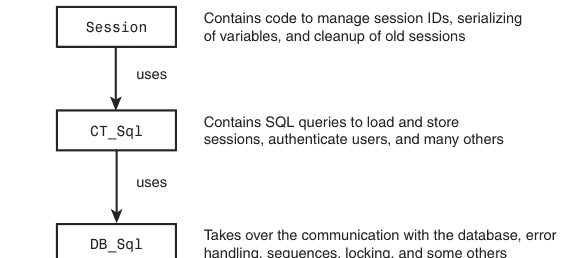 Session
Contains code to manage session IDs, serializing
of variables, and cleanup of old sessions
uses
CT_Sql
Contains SQL queries to load and store
sessions, authenticate users, and many others
uses
DB_Sql
Takes over the communication with the database, error
handling, sequences, locking, and some others